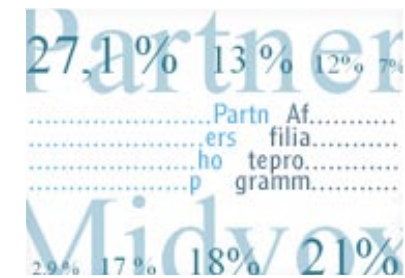 Partner
27,1 % 13 % 12% 7%
.......................Partn Af...........
......................ers filia...........
.....................ho tepro...........
....................p gramm...........
Midvox
2,9 % 17 % 18% 21%